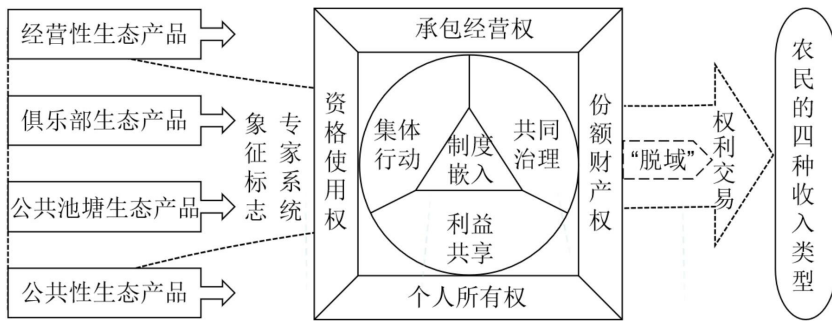 经营性生态产品
俱乐部生态产品
公共池塘生态产品
公共性生态产品
象征标志
专家系统
承包经营权
资格使用权
集体
行动
制度
嵌入
共同
治理
利益
共享
份额财产权
个人所有权
“脱域”
权利交易
农民的四种收入类型